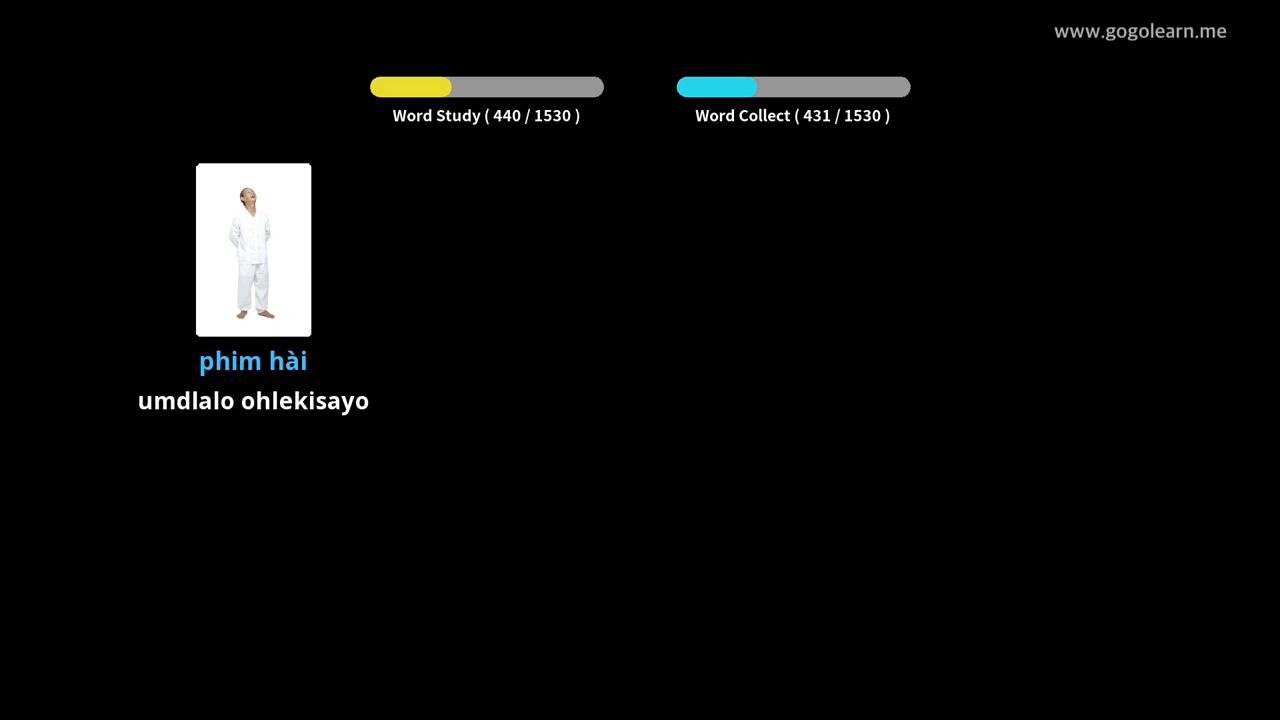 www.gogolearn.me
Word Study ( 440 / 1530 )
Word Collect ( 431 / 1530 )
phim hài
umdlalo ohlekisayo